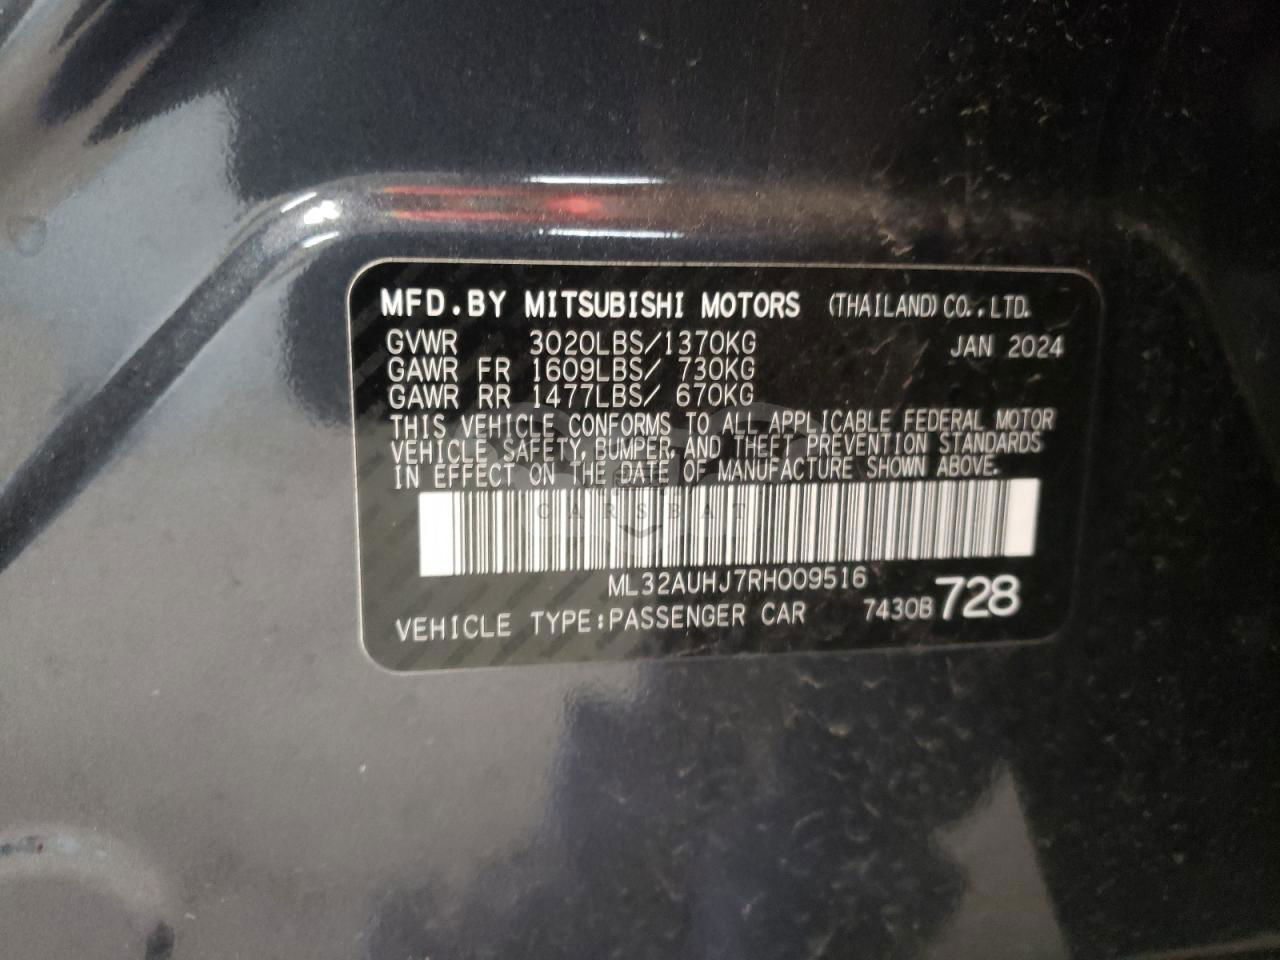 MFD.BY MITSUBISHI MOTORS (THAILAND) CO., LTD.
GVWR 3020LBS/1370KG JAN 2024
GAWR FR 1609LBS/ 730KG
GAWR RR 1477LBS/ 670KG
THIS VEHICLE CONFORMS TO ALL APPLICABLE FEDERAL MOTOR
VEHICLE SAFETY, BUMPER, AND THEFT PREVENTION STANDARDS
IN EFFECT ON THE DATE OF MANUFACTURE SHOWN ABOVE.
CARSBAT
ML32AUHJ7RH009516
VEHICLE TYPE:PASSENGER CAR 7430B728